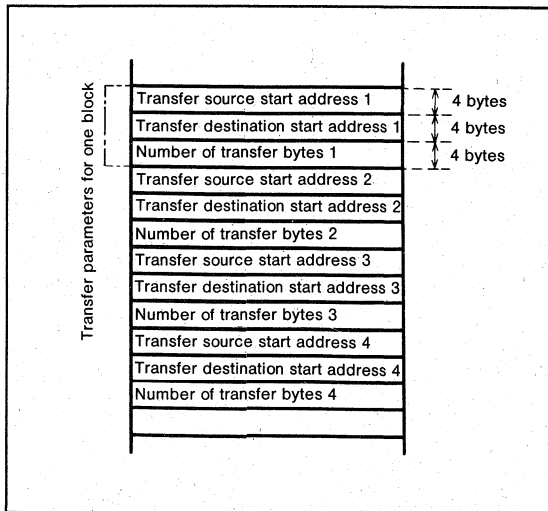 Transfer parameters for one block
Transfer source start address 1
4 bytes
Transfer destination start address 1
4 bytes
Number of transfer bytes 1
4 bytes
Transfer source start address 2
Transfer destination start address 2
Number of transfer bytes 2
Transfer source start address 3
Transfer destination start address 3
Number of transfer bytes 3
Transfer source start address 4
Transfer destination start address 4
Number of transfer bytes 4